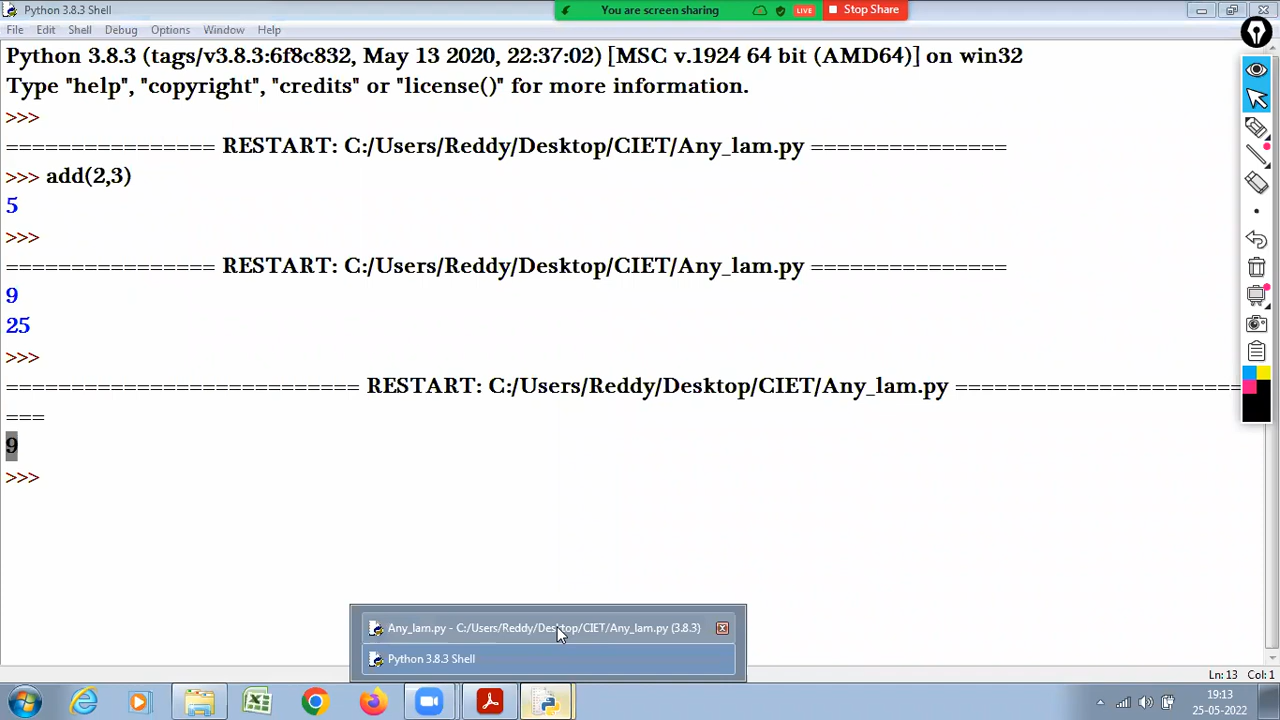 Python 3.8.3 Shell
You are screen sharing LIVE Stop Share
File Edit Shell Debug Options Window Help
Python 3.8.3 (tags/v3.8.3:6f8c832, May 13 2020, 22:37:02) [MSC v.1924 64 bit (AMD64)] on win32
Type "help", "copyright", "credits" or "license()" for more information.
>>>
================ RESTART: C:/Users/Reddy/Desktop/CIET/Any_lam.py ===============
>>> add(2,3)
5
>>>
================ RESTART: C:/Users/Reddy/Desktop/CIET/Any_lam.py ===============
9
25
>>>
=========================== RESTART: C:/Users/Reddy/Desktop/CIET/Any_lam.py ======================
===
9
>>>
Any_lam.py - C:/Users/Reddy/Desktop/CIET/Any_lam.py (3.8.3)
Python 3.8.3 Shell
Ln: 13 Col: 1
19:13
25-05-2022